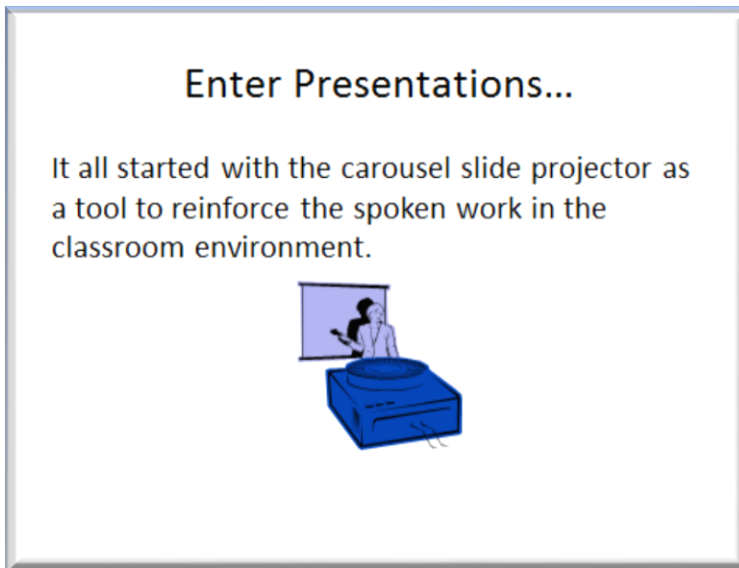 Enter Presentations...
It all started with the carousel slide projector as
a tool to reinforce the spoken work in the
classroom environment.